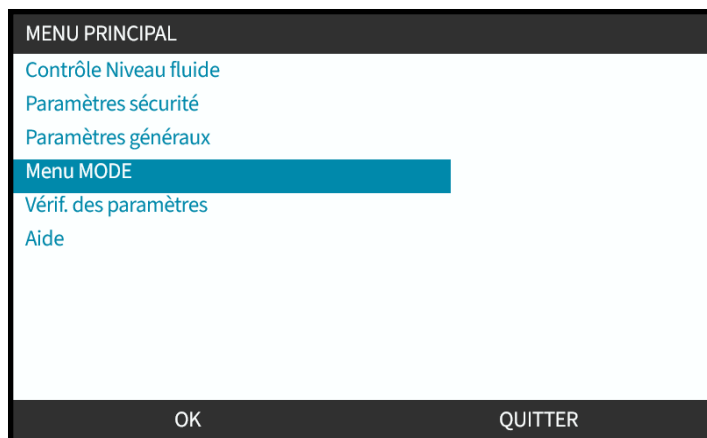 MENU PRINCIPAL
Contrôle Niveau fluide
Paramètres sécurité
Paramètres généraux
Menu MODE
Vérif. des paramètres
Aide
OK QUITTER